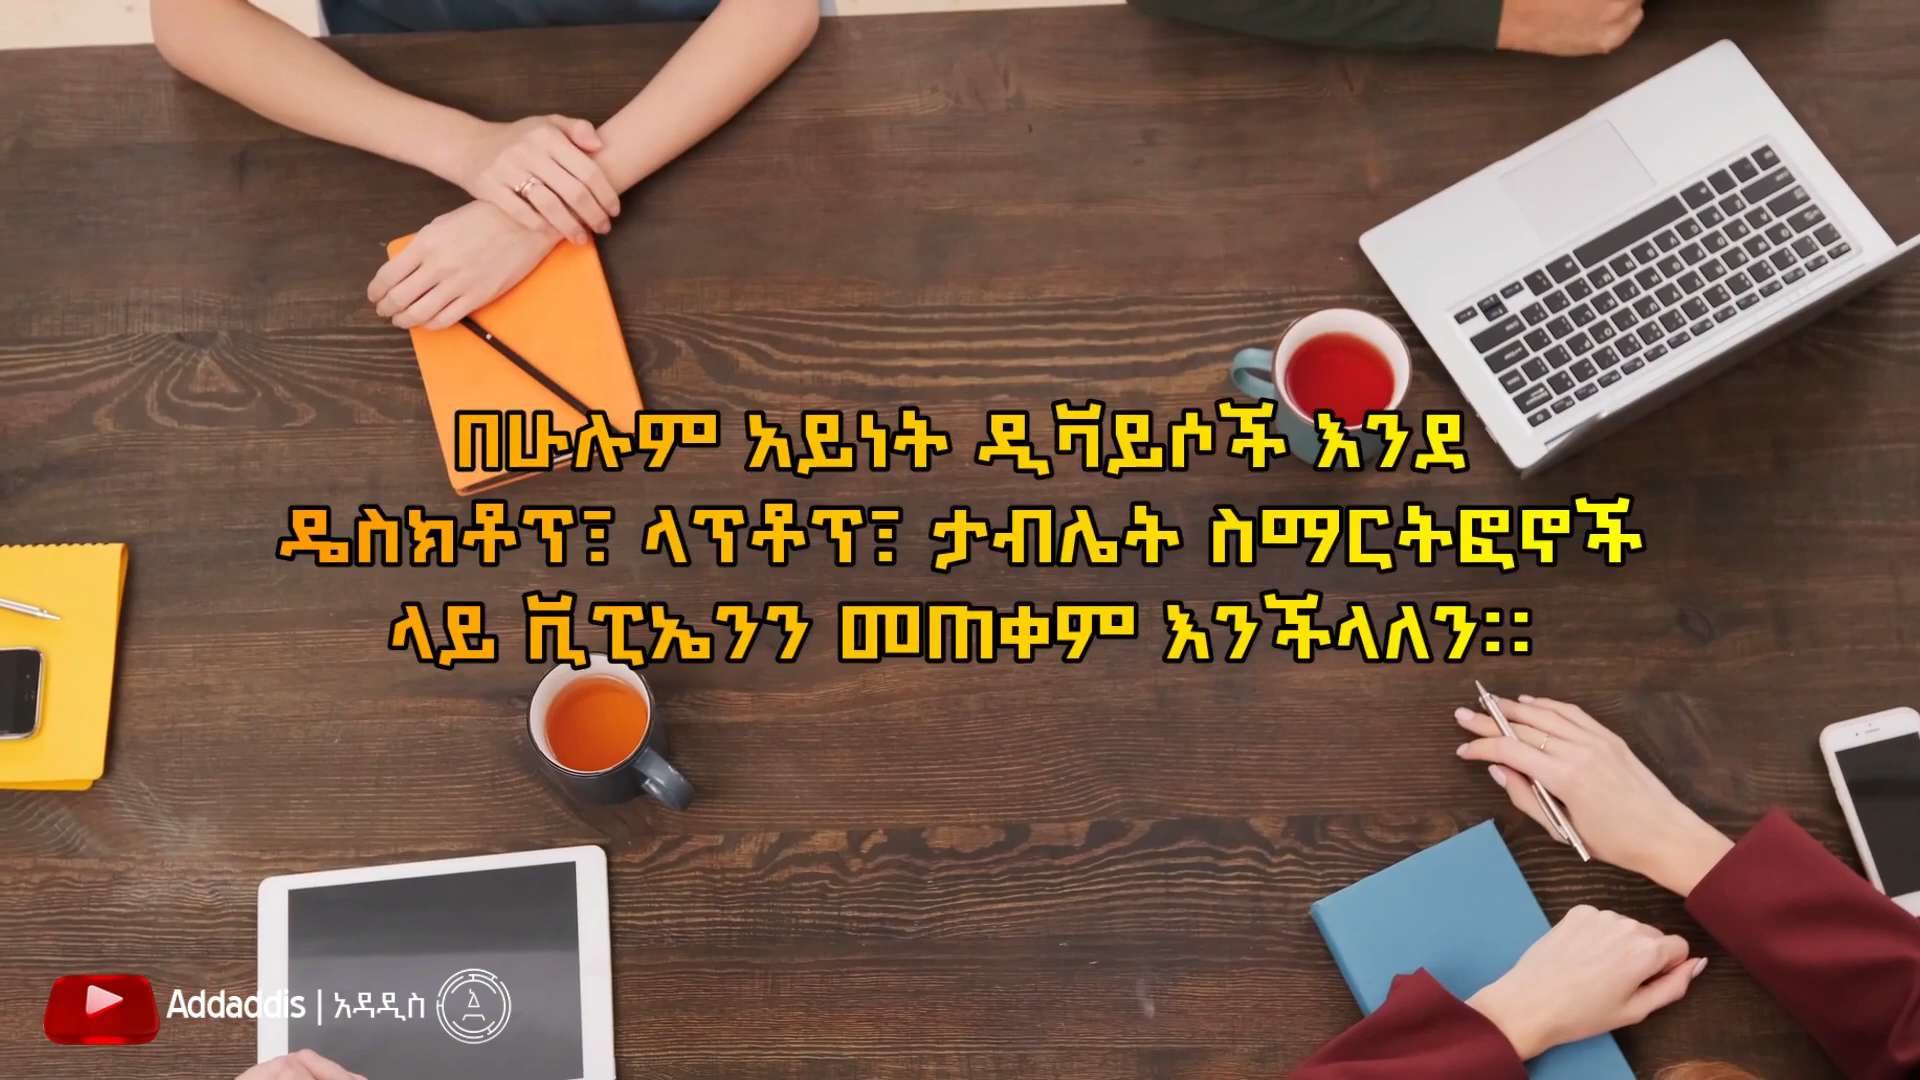 በሁሉም አይነት ዲቫይሶች እንደ
ዴስክቶፕ፣ ላፕቶፕ፣ ታብሌት ስማርትፎኖች
ላይ ቪፒኤንን መጠቀም እንችላለን፡፡
Addaddis | አዳዲስ